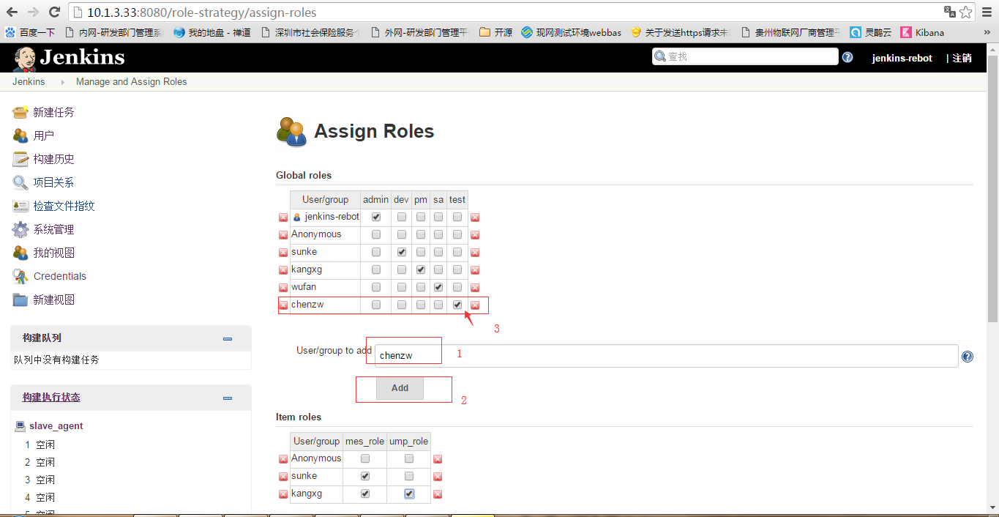 10.1.3.33:8080/role-strategy/assign-roles
百度一下 内网-研发部门管理系 我的地盘 - 禅道 深圳市社会保险服务 外网-研发部门管理平 开源 现网测试环境webbas 关于发送https请求未 贵州物联网厂商管理平 灵鹊云 Kibana »
Jenkins 查找 jenkins-rebot | 注销
Jenkins Manage and Assign Roles
新建任务
用户
构建历史
项目关系
检查文件指纹
系统管理
我的视图
Credentials
新建视图
构建队列
队列中没有构建任务
构建执行状态
slave_agent
1 空闲
2 空闲
3 空闲
4 空闲
5 空闲
Assign Roles
Global roles
User/group admin dev pm sa test
jenkins-rebot
Anonymous
sunke
kangxg
wufan
chenzw
3
User/group to add chenzw 1
Add 2
Item roles
User/group mes_role ump_role
Anonymous
sunke
kangxg